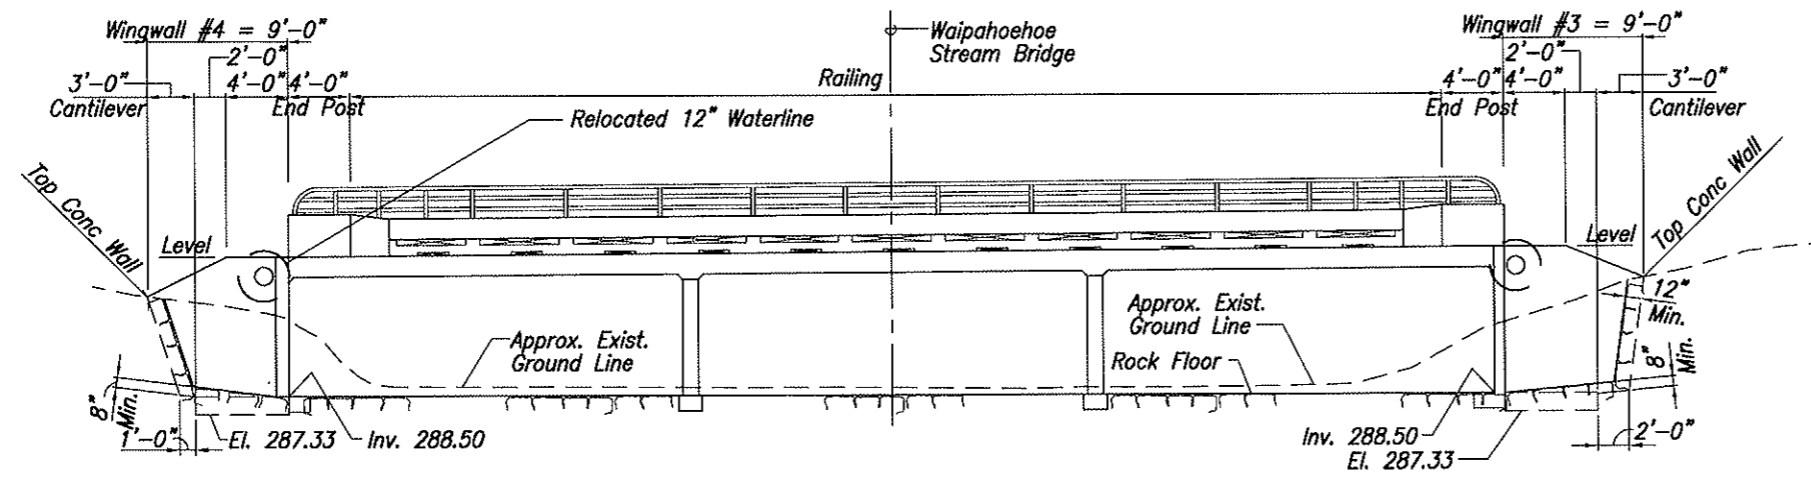 Wingwall #4 = 9'-0"
2'-0"
3'-0"
4'-0" 4'-0"
Cantilever
End Post
Waipahoehoe
Stream Bridge
Railing
Relocated 12" Waterline
Wingwall #3 = 9'-0"
2'-0"
4'-0" 4'-0"
3'-0"
End Post
Cantilever
Top Conc Wall
Level
Level
Top Conc Wall
Approx. Exist.
Ground Line
Approx. Exist.
Ground Line
Rock Floor
12"
Min.
8"
Min.
8"
Min.
1'-0"
El. 287.33
Inv. 288.50
Inv. 288.50
El. 287.33
2'-0"